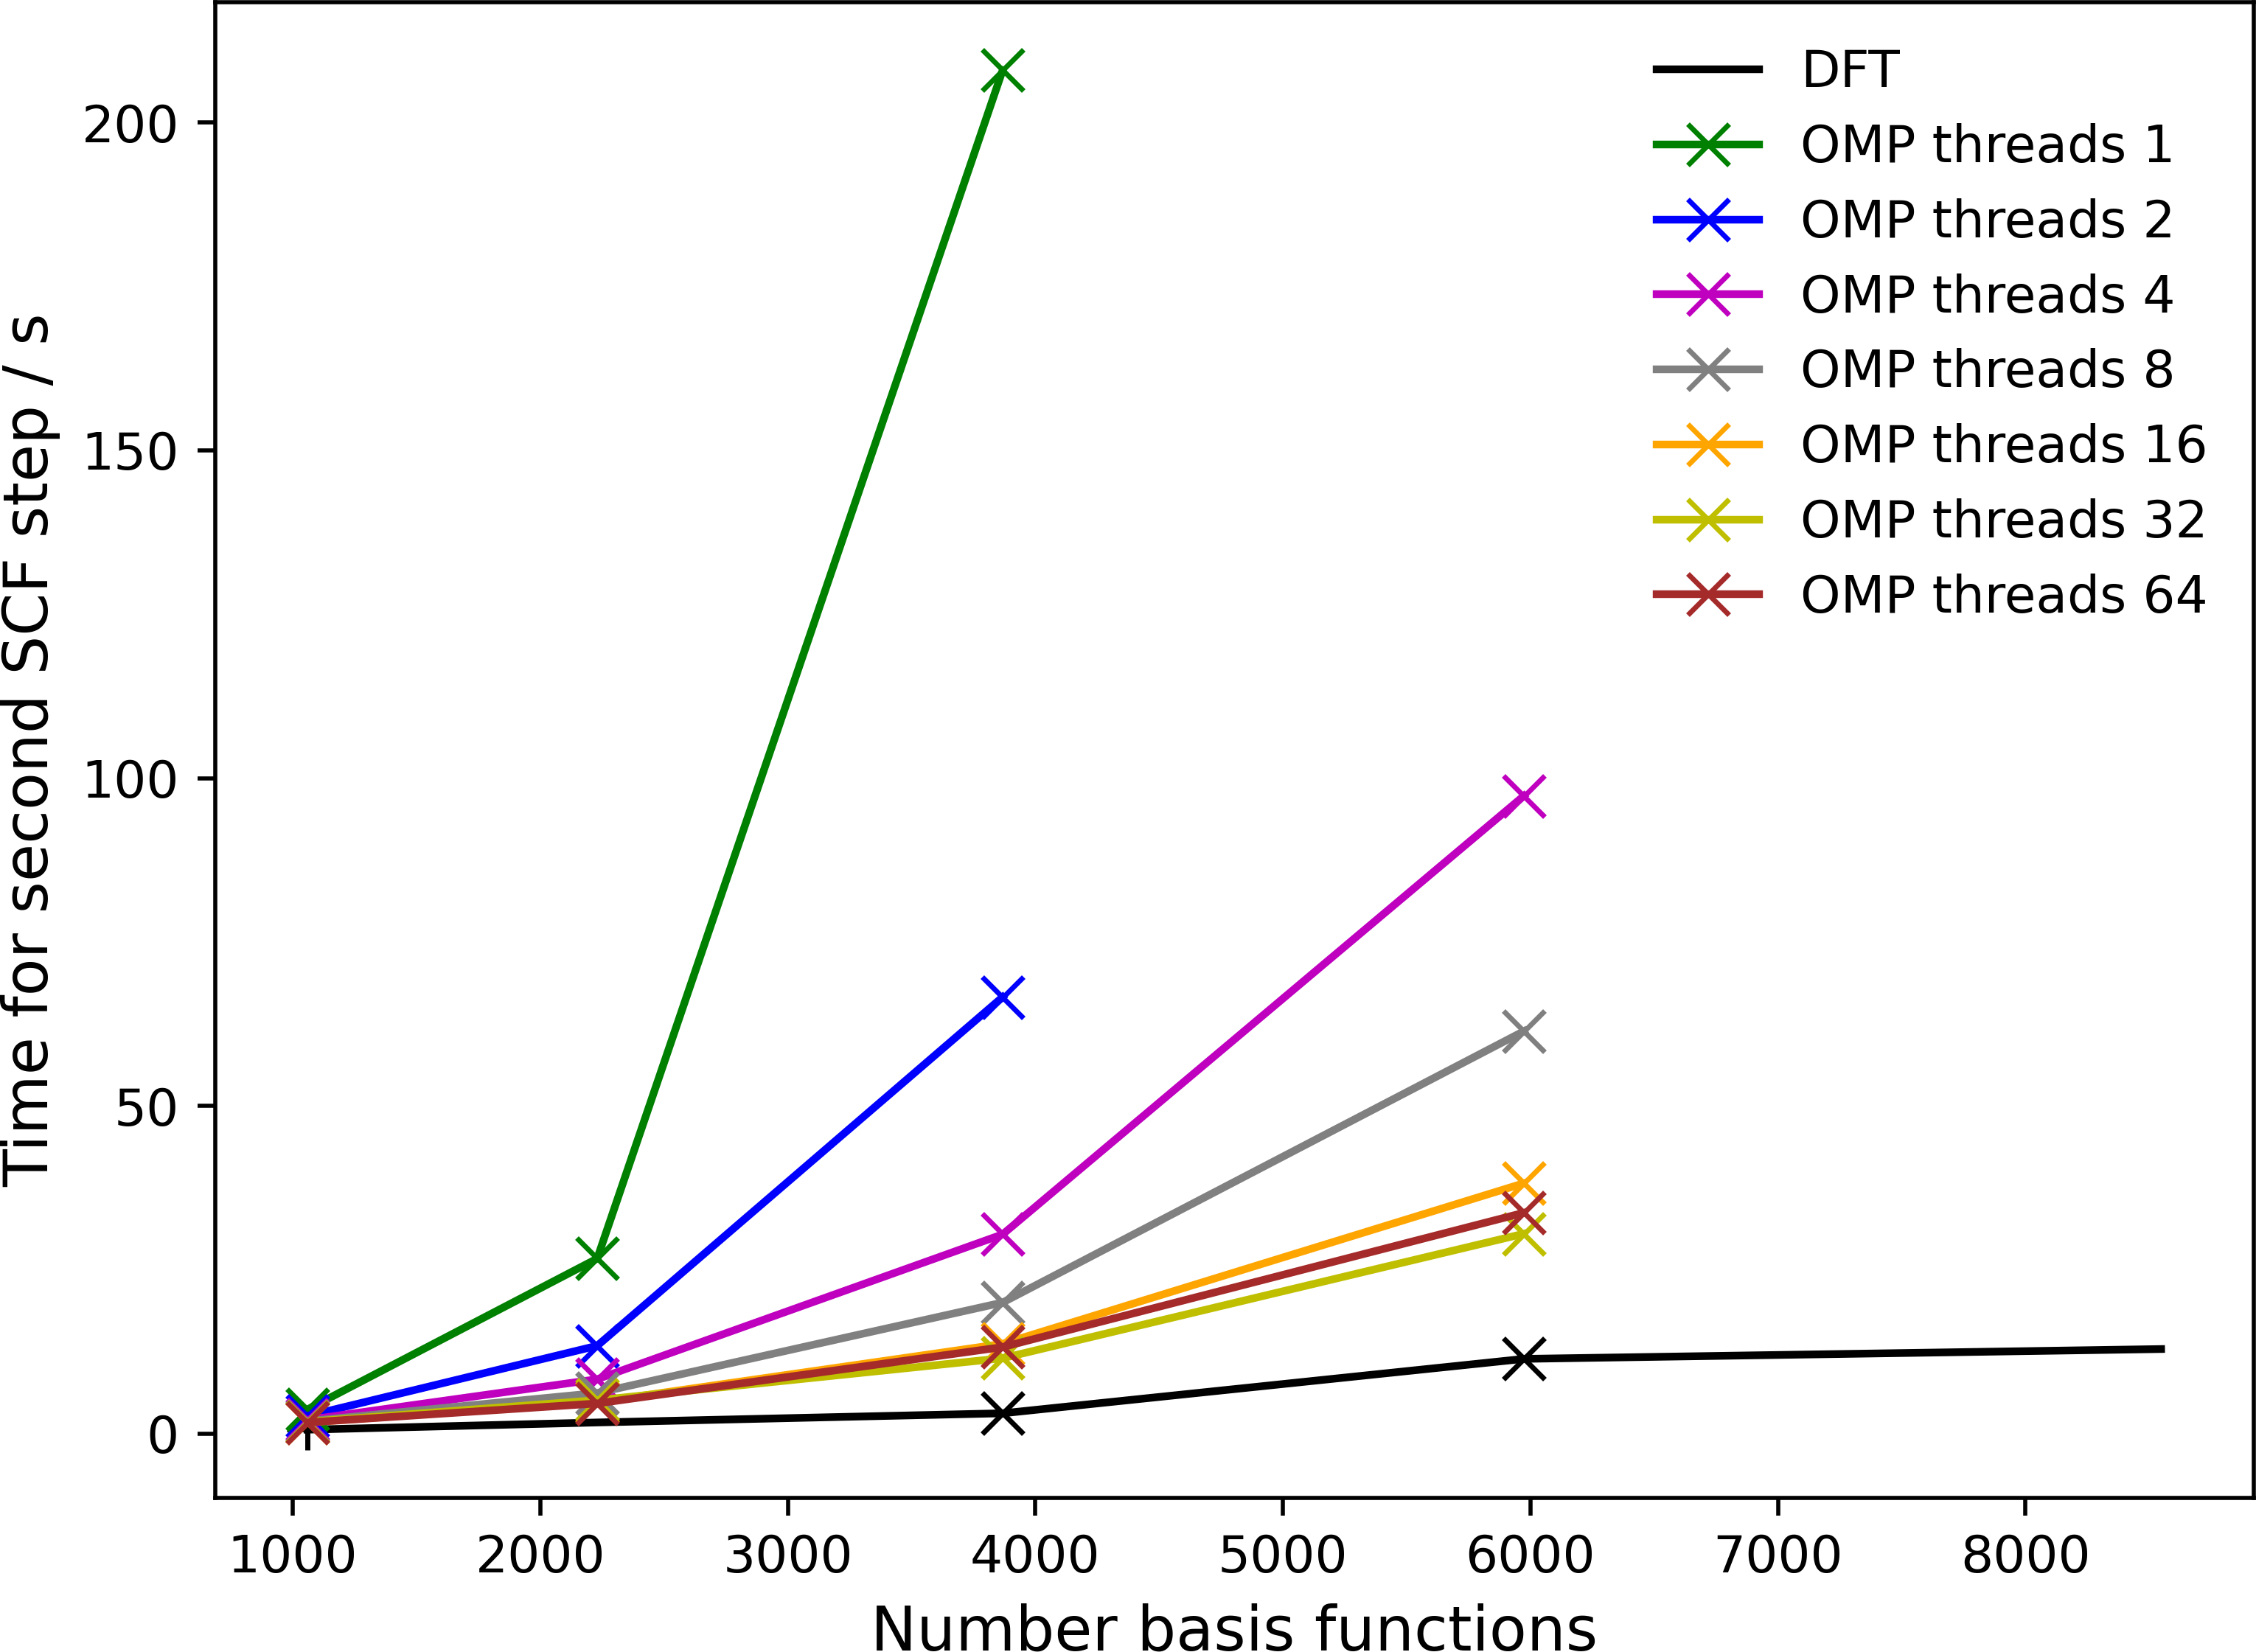 Time for second SCF step / s
200
150
100
50
0
DFT
OMP threads 1
OMP threads 2
OMP threads 4
OMP threads 8
OMP threads 16
OMP threads 32
OMP threads 64
1000 2000 3000 4000 5000 6000 7000 8000
Number basis functions